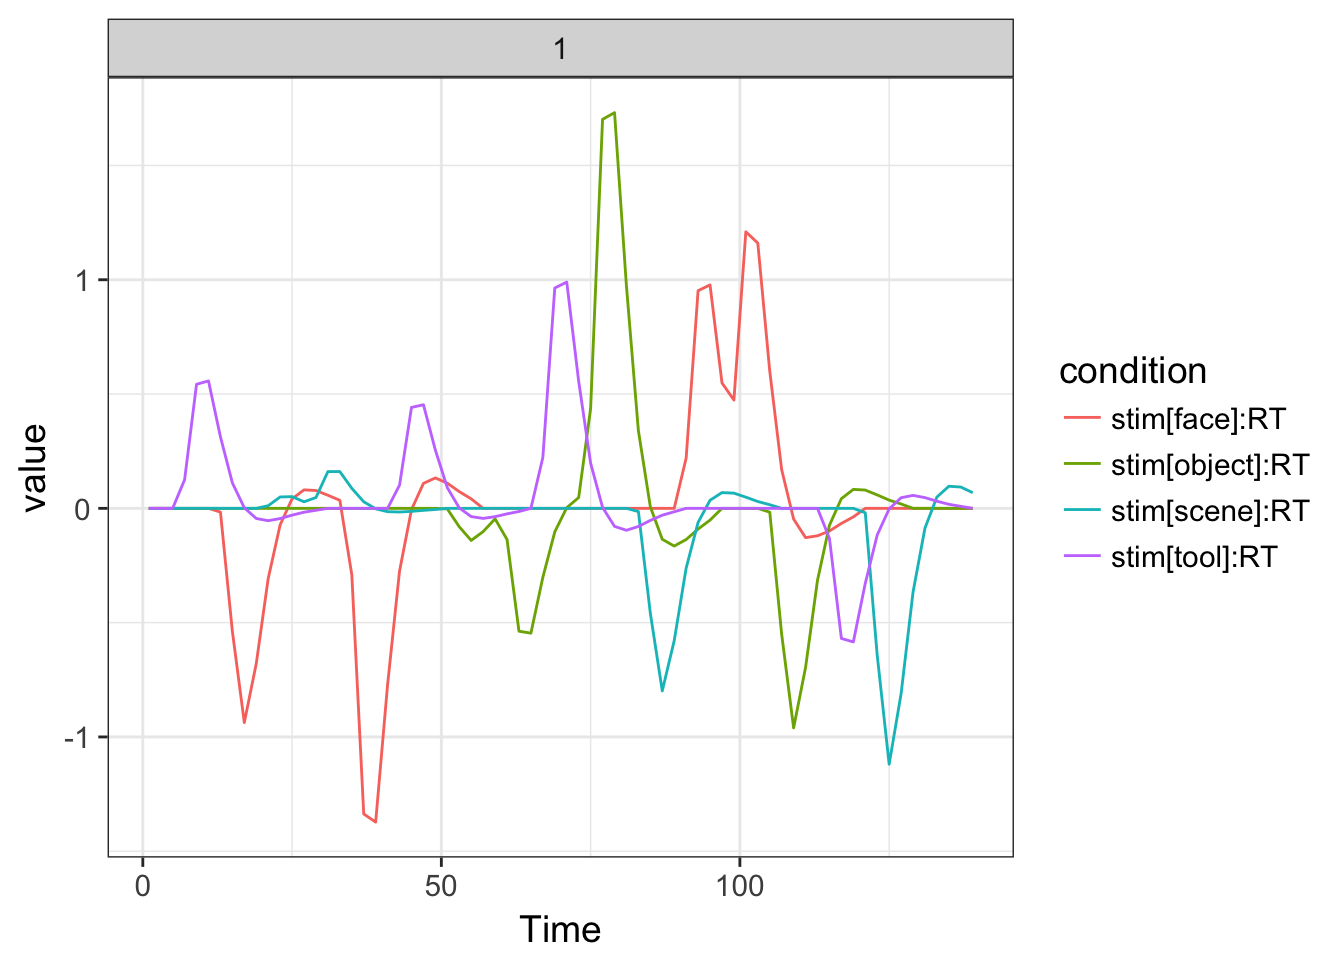 1
value
1
0
-1
0
50
100
Time
condition
stim[face]:RT
stim[object]:RT
stim[scene]:RT
stim[tool]:RT